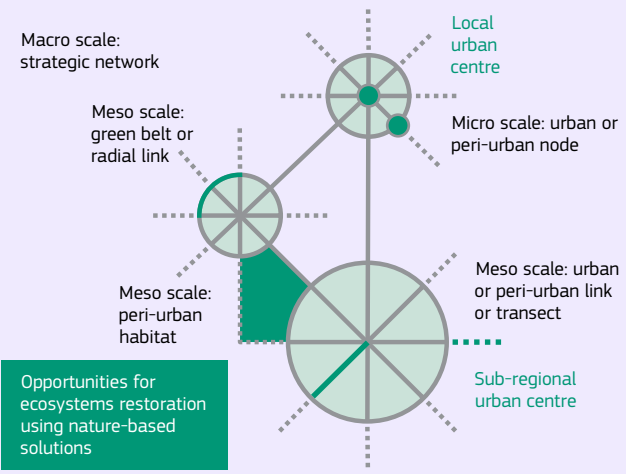 Macro scale:
strategic network
Local
urban
centre
Meso scale:
green belt or
radial link
Micro scale: urban or
peri-urban node
Meso scale:
peri-urban
habitat
Meso scale: urban
or peri-urban link
or transect
Sub-regional
urban centre
Opportunities for
ecosystems restoration
using nature-based
solutions